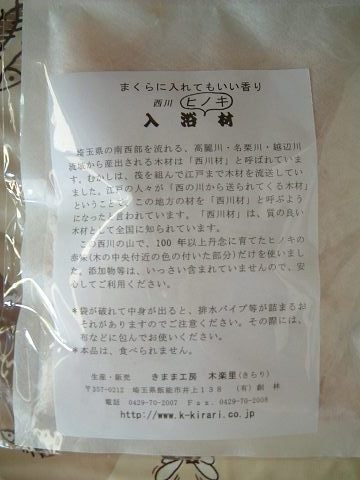 まくらに入れてもいい香り
西川 ヒノキ
入浴材
埼玉県の南西部を流れる、高麗川・名栗川・越辺川
流域から産出される木材は「西川材」と呼ばれていま
す。むかしは、筏を組んで江戸まで木材を流送してい
ました。江戸の人々が「西の川から送られてくる木材」
ということで、この地方の材を「西川材」と呼ぶよう
になったと言われています。「西川材」は、質の良い
木材として全国に知られています。
この西川の山で、100年以上丹念に育てたヒノキの
赤味(木の中央付近の色の付いた部分)だけを使いまし
た。添加物等は、いっさい含まれていませんので、安
心してご利用ください。
*袋が破れて中身が出ると、排水パイプ等が詰まるお
それがありますのでご注意ください。その際には、
布などに包んでお使いください。
*本品は、食べられません。
生産・販売 きまま工房 木楽里(きらり)
〒357-0212 埼玉県飯能市井上138 (有)創林
電話 0429-70-2007 Fax. 0429-70-2008
http://www.k-kirari.co.jp